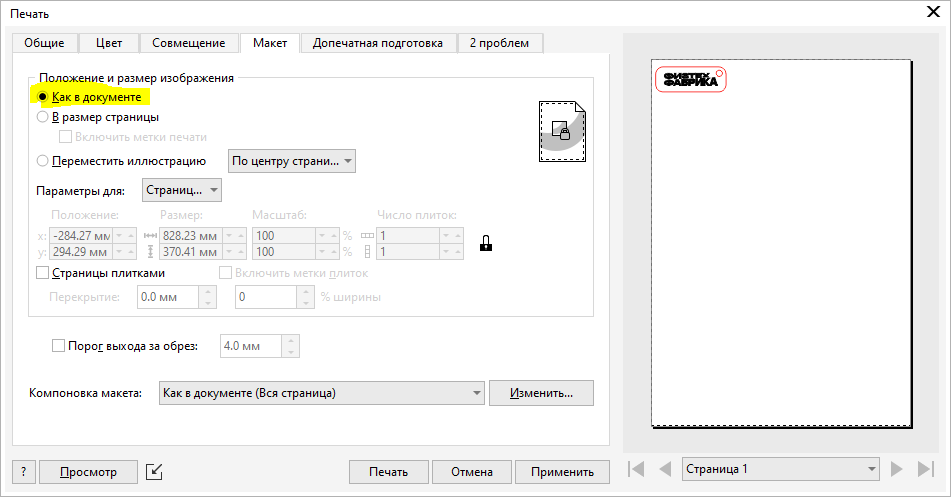 Печать
Общие Цвет Совмещение Макет Допечатная подготовка 2 проблем
Положение и размер изображения
Как в документе
В размер страницы
Включить метки печати
Переместить иллюстрацию По центру страни...
Параметры для: Страниц...
Положение: Размер: Масштаб: Число плиток:
x: -284.27 мм 828.23 мм 100 % 1
y: 294.29 мм 370.41 мм 100 % 1
Страницы плитками Включить метки плиток
Перекрытие: 0.0 мм 0 % ширины
Порог выхода за обрез: 4.0 мм
Компоновка макета: Как в документе (Вся страница) Изменить...
? Просмотр Печать Отмена Применить
ФИЗТЕХ
ФАБРИКА
Страница 1